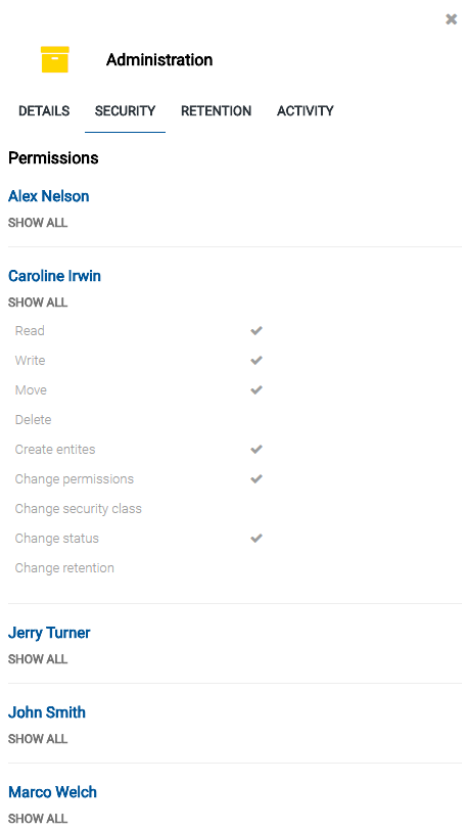 Administration
DETAILS SECURITY RETENTION ACTIVITY
Permissions
Alex Nelson
SHOW ALL
Caroline Irwin
SHOW ALL
Read
Write
Move
Delete
Create entites
Change permissions
Change security class
Change status
Change retention
Jerry Turner
SHOW ALL
John Smith
SHOW ALL
Marco Welch
SHOW ALL